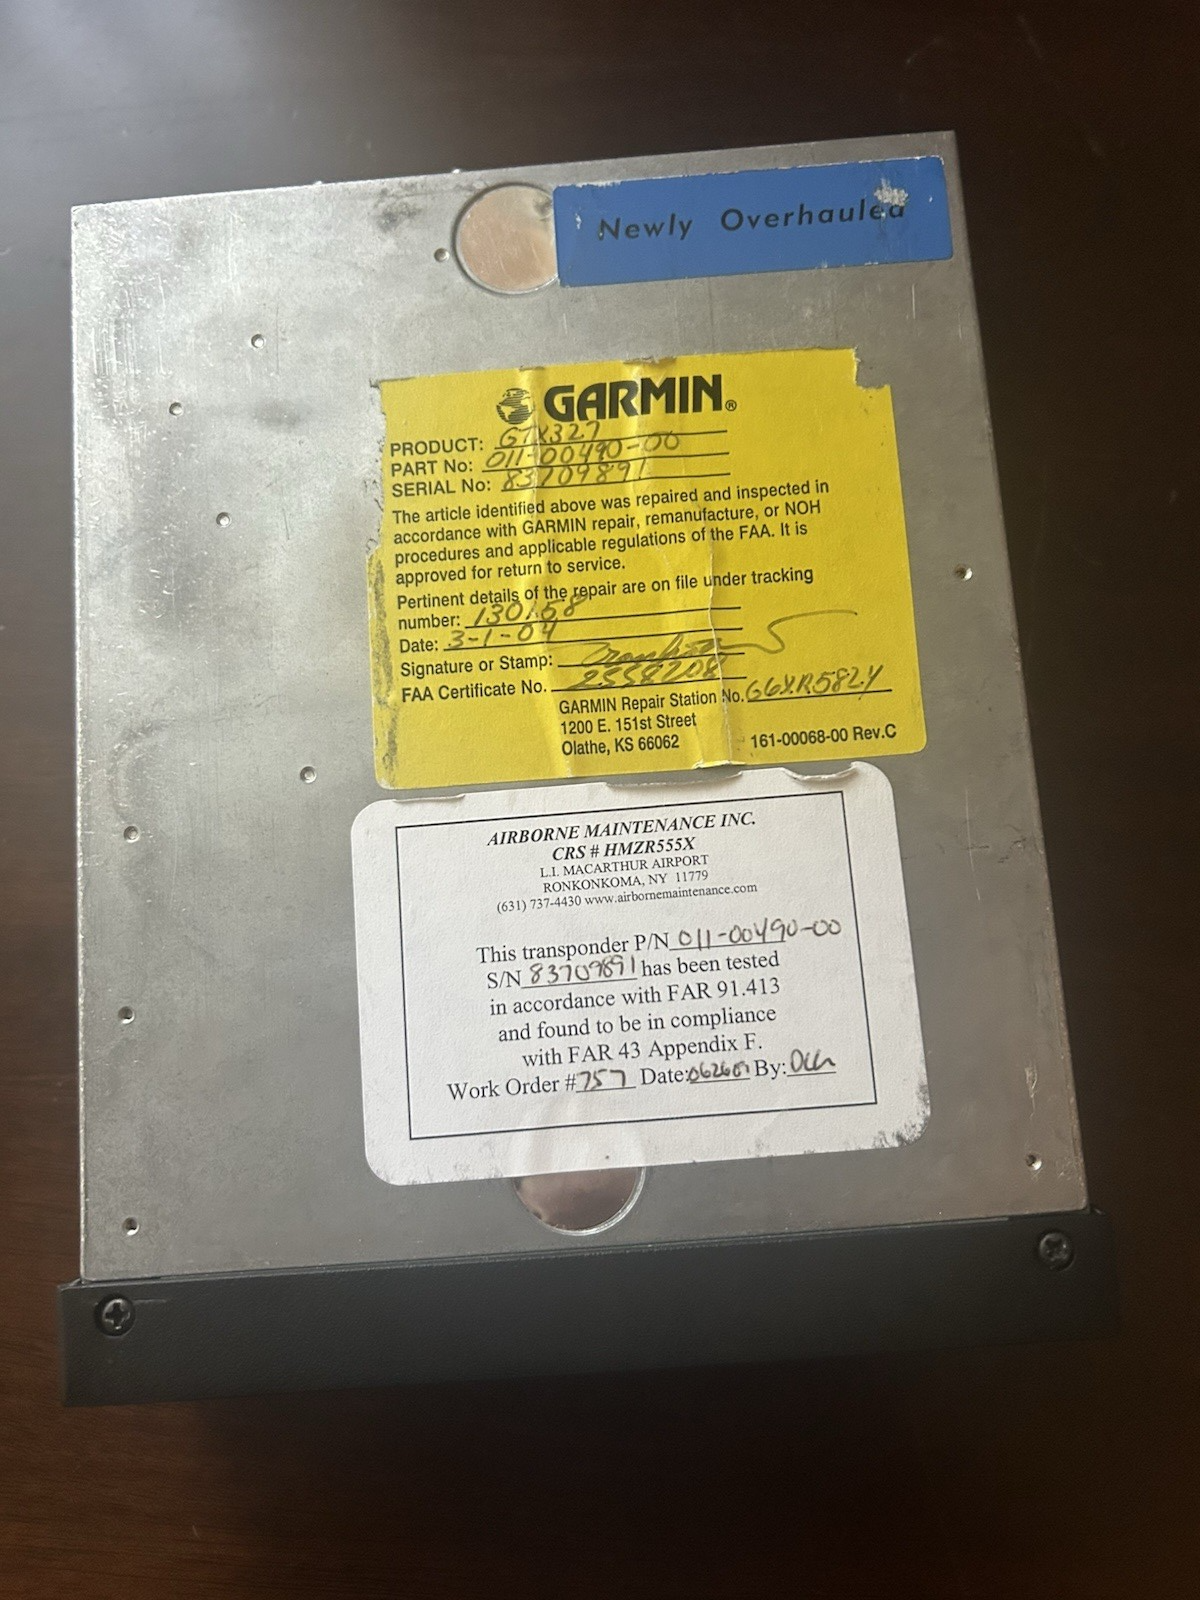 Newly Overhauled
GARMIN®
PRODUCT: GTX327
PART No: 011-00490-00
SERIAL No: 83709891
The article identified above was repaired and inspected in
accordance with GARMIN repair, remanufacture, or NOH
procedures and applicable regulations of the FAA. It is
approved for return to service.
Pertinent details of the repair are on file under tracking
number: 130158
Date: 3-1-04
Signature or Stamp:
FAA Certificate No. 2558208
GARMIN Repair Station No. G6XR582Y
1200 E. 151st Street
Olathe, KS 66062
161-00068-00 Rev.C
AIRBORNE MAINTENANCE INC.
CRS # HMZR555X
L.I. MACARTHUR AIRPORT
RONKONKOMA, NY 11779
(631) 737-4430 www.airbornemaintenance.com
This transponder P/N 011-00490-00
S/N 83709891 has been tested
in accordance with FAR 91.413
and found to be in compliance
with FAR 43 Appendix F.
Work Order # 757 Date: 062607 By: